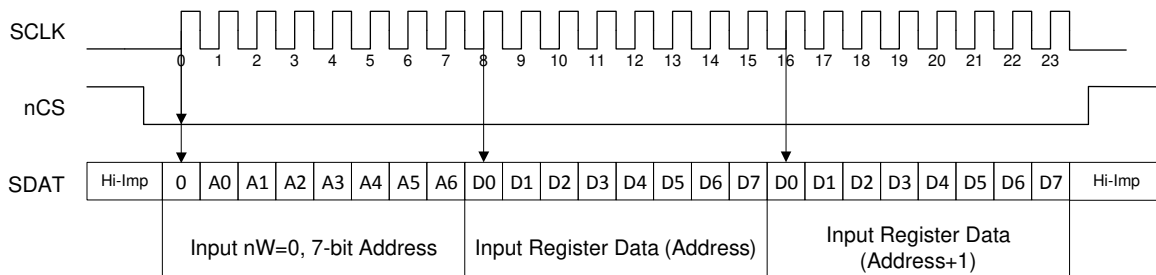 SCLK
0 1 2 3 4 5 6 7 8 9 10 11 12 13 14 15 16 17 18 19 20 21 22 23
nCS
SDAT Hi-Imp 0 A0 A1 A2 A3 A4 A5 A6 D0 D1 D2 D3 D4 D5 D6 D7 D0 D1 D2 D3 D4 D5 D6 D7 Hi-Imp
Input nW=0, 7-bit Address Input Register Data (Address) Input Register Data
(Address+1)